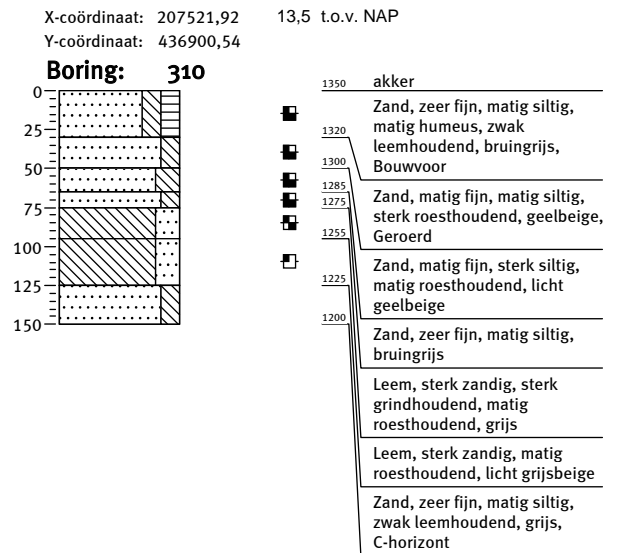 X-coördinaat: 207521,92 13,5 t.o.v. NAP
Y-coördinaat: 436900,54
Boring: 310
0
25
50
75
100
125
150
1350 akker
Zand, zeer fijn, matig siltig,
matig humeus, zwak
leemhoudend, bruingrijs,
Bouwvoor
1320
Zand, matig fijn, matig siltig,
sterk roesthoudend, geelbeige,
Geroerd
1300
Zand, matig fijn, sterk siltig,
matig roesthoudend, licht
geelbeige
1285
Zand, zeer fijn, matig siltig,
bruingrijs
1275
Leem, sterk zandig, sterk
grindhoudend, matig
roesthoudend, grijs
1255
Leem, sterk zandig, matig
roesthoudend, licht grijsbeige
1225
Zand, zeer fijn, matig siltig,
zwak leemhoudend, grijs,
C-horizont
1200